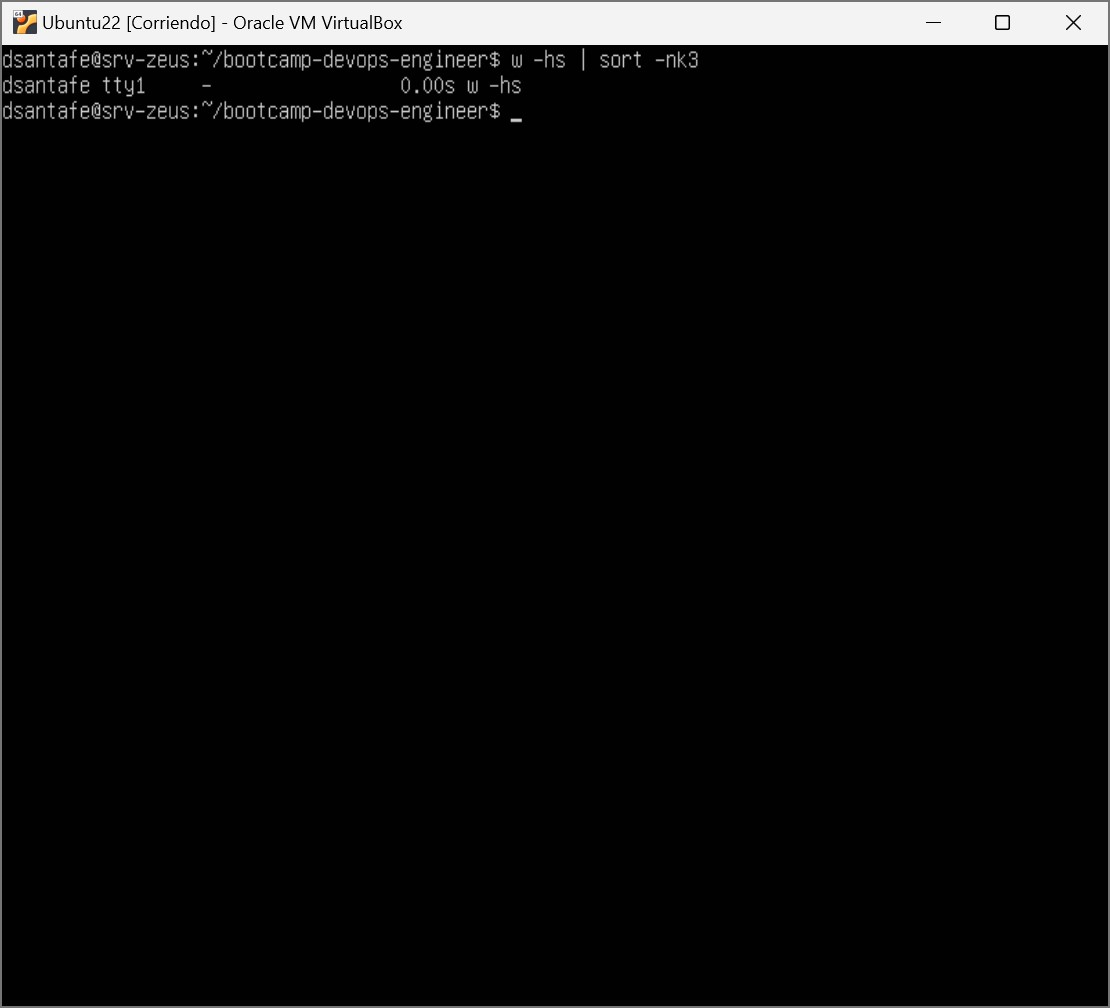 Ubuntu22 [Corriendo] - Oracle VM VirtualBox
dsantafe@srv-zeus:~/bootcamp-devops-engineer$ w -hs | sort -nk3
dsantafe tty1     -                 0.00s w -hs
dsantafe@srv-zeus:~/bootcamp-devops-engineer$ _